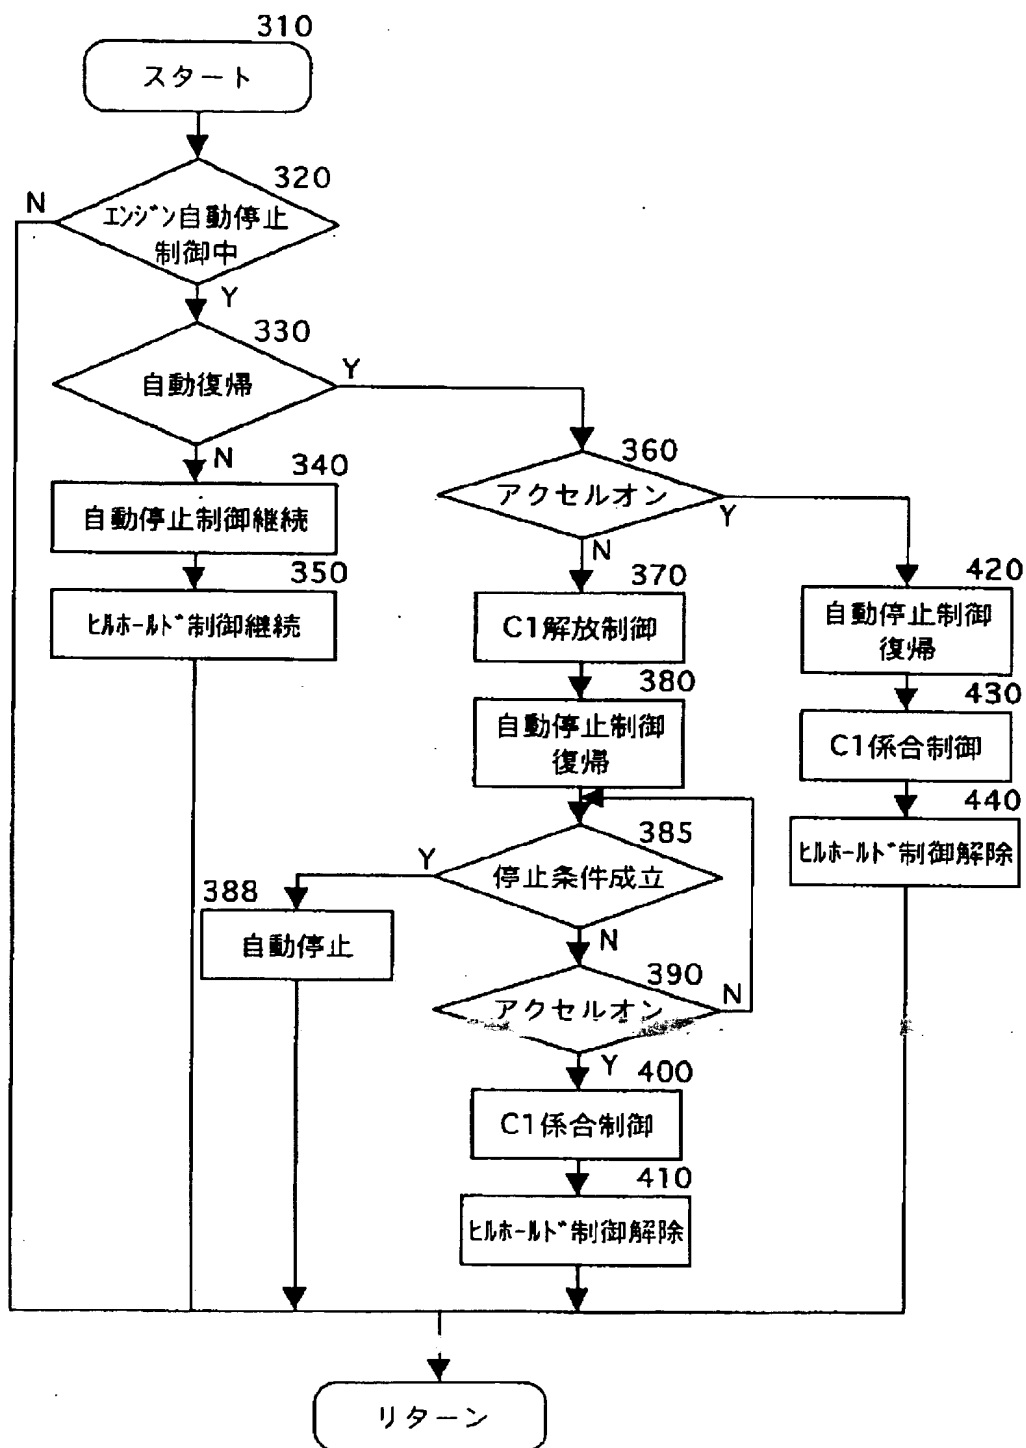 310
スタート
320
N
エンジン自動停止
制御中
Y
330
自動復帰
Y
N
340
自動停止制御継続
350
ヒルホールド制御継続
360
アクセルオン
Y
N
370
C1解放制御
380
自動停止制御
復帰
385
停止条件成立
Y
388
自動停止
N
390
アクセルオン
N
Y
400
C1係合制御
410
ヒルホールド制御解除
420
自動停止制御
復帰
430
C1係合制御
440
ヒルホールド制御解除
リターン